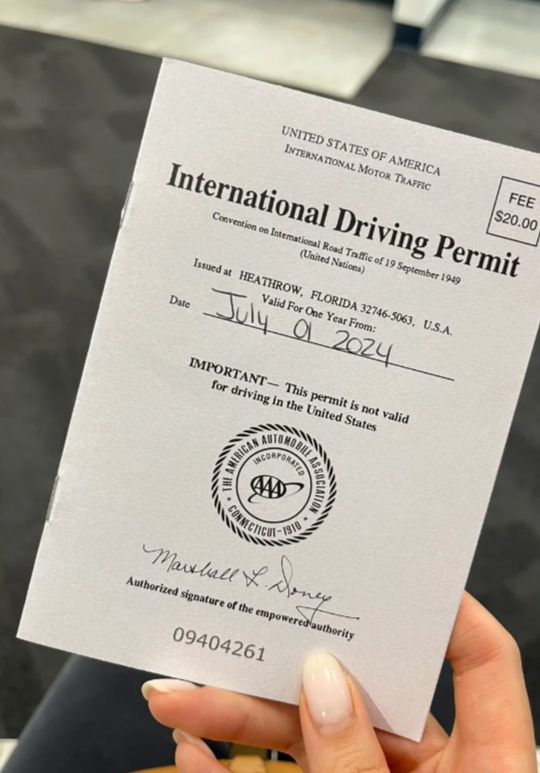 UNITED STATES OF AMERICA
INTERNATIONAL MOTOR TRAFFIC
FEE
$20.00
International Driving Permit
Convention on International Road Traffic of 19 September 1949
(United Nations)
Issued at HEATHROW, FLORIDA 32746-5063, U.S.A.
Valid For One Year From:
Date July 01 2024
IMPORTANT— This permit is not valid
for driving in the United States
THE AMERICAN AUTOMOBILE ASSOCIATION
INCORPORATED
AAA
CONNECTICUT-1910
Marshall L. Doney
Authorized signature of the empowered authority
09404261